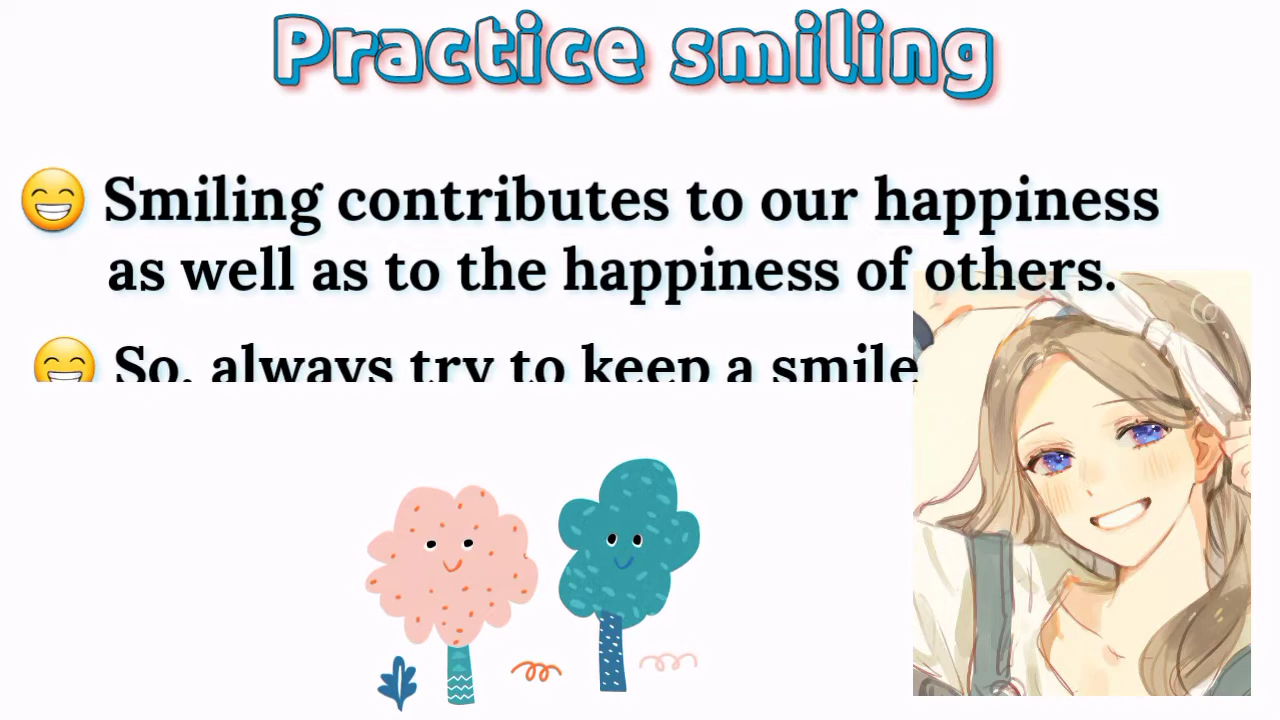 Practice smiling
😁 Smiling contributes to our happiness
as well as to the happiness of others.
😁 So, always try to keep a smile